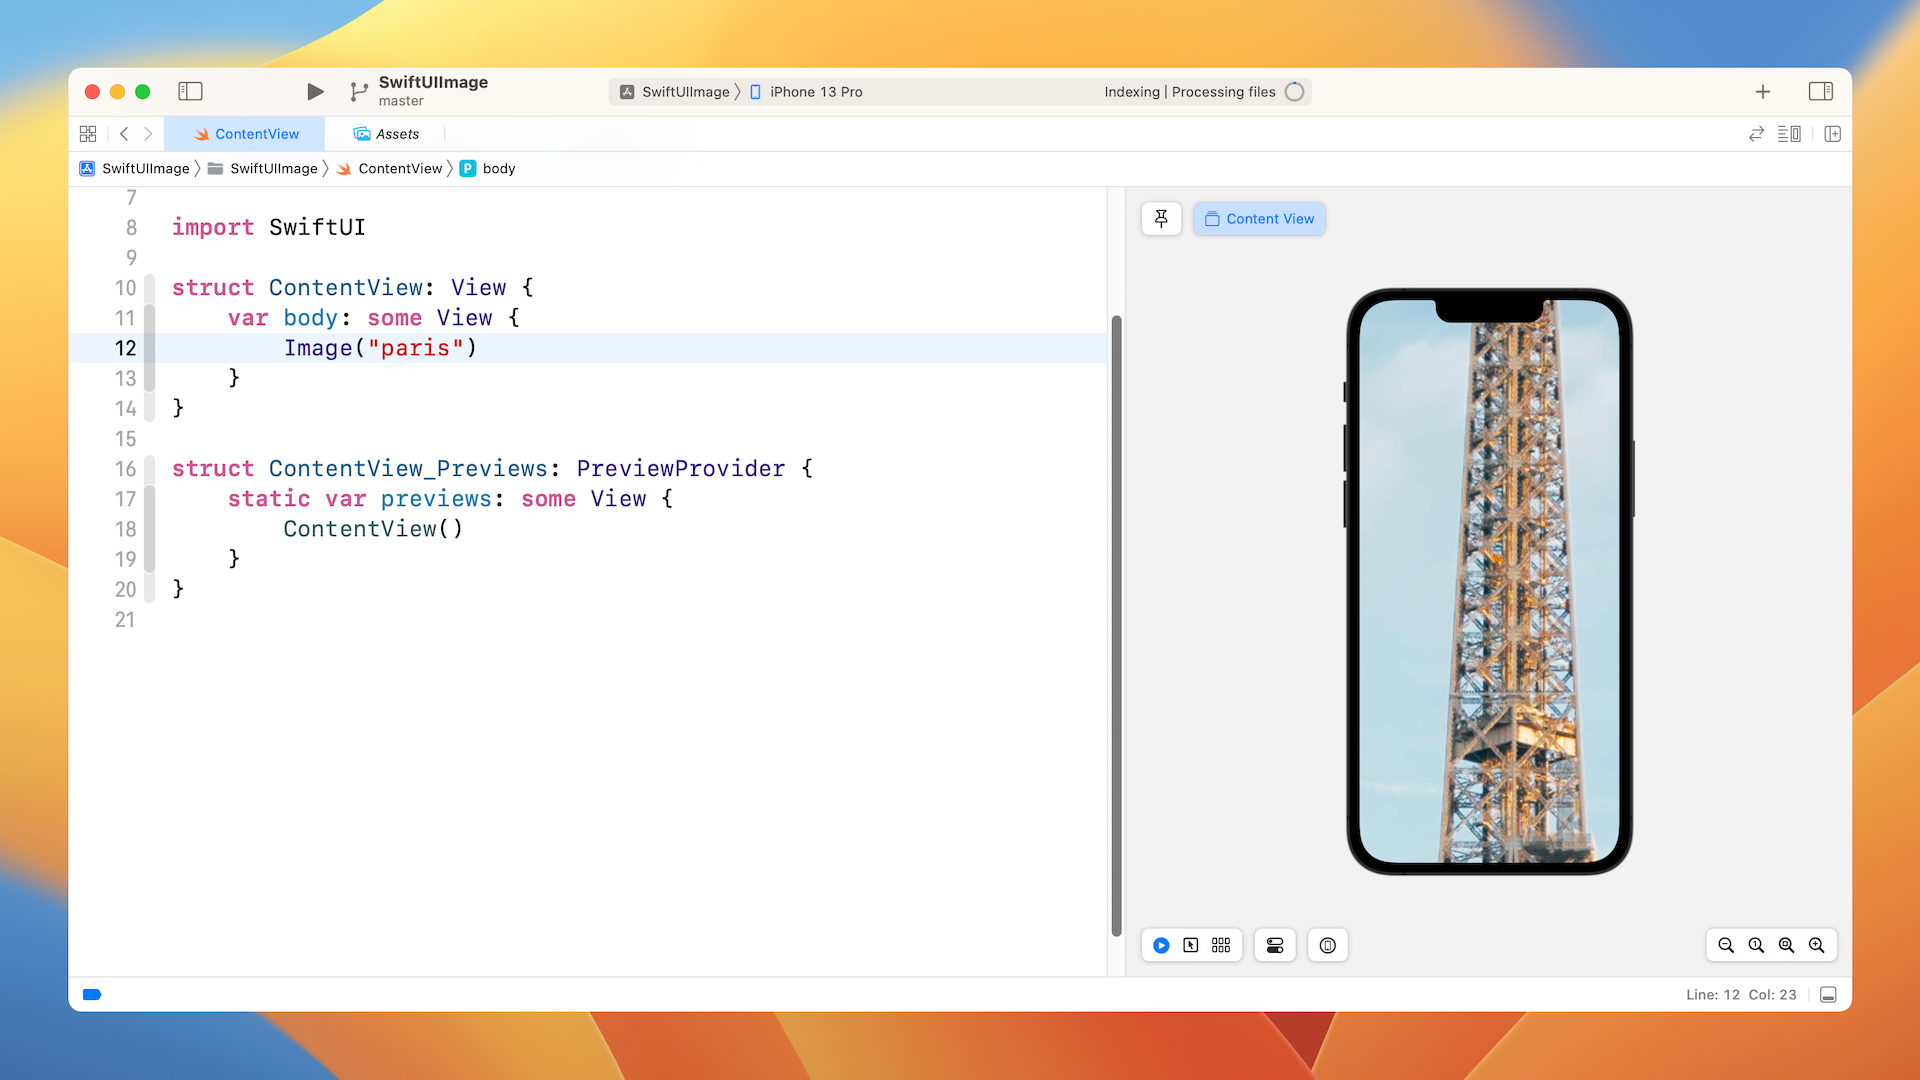 SwiftUIImage
master
SwiftUIImage 〉 iPhone 13 Pro
Indexing | Processing files
ContentView
Assets
SwiftUIImage 〉 SwiftUIImage 〉 ContentView 〉 P body
7
8 import SwiftUI
9
10 struct ContentView: View {
11 var body: some View {
12 Image("paris")
13 }
14 }
15
16 struct ContentView_Previews: PreviewProvider {
17 static var previews: some View {
18 ContentView()
19 }
20 }
21
Content View
Line: 12 Col: 23